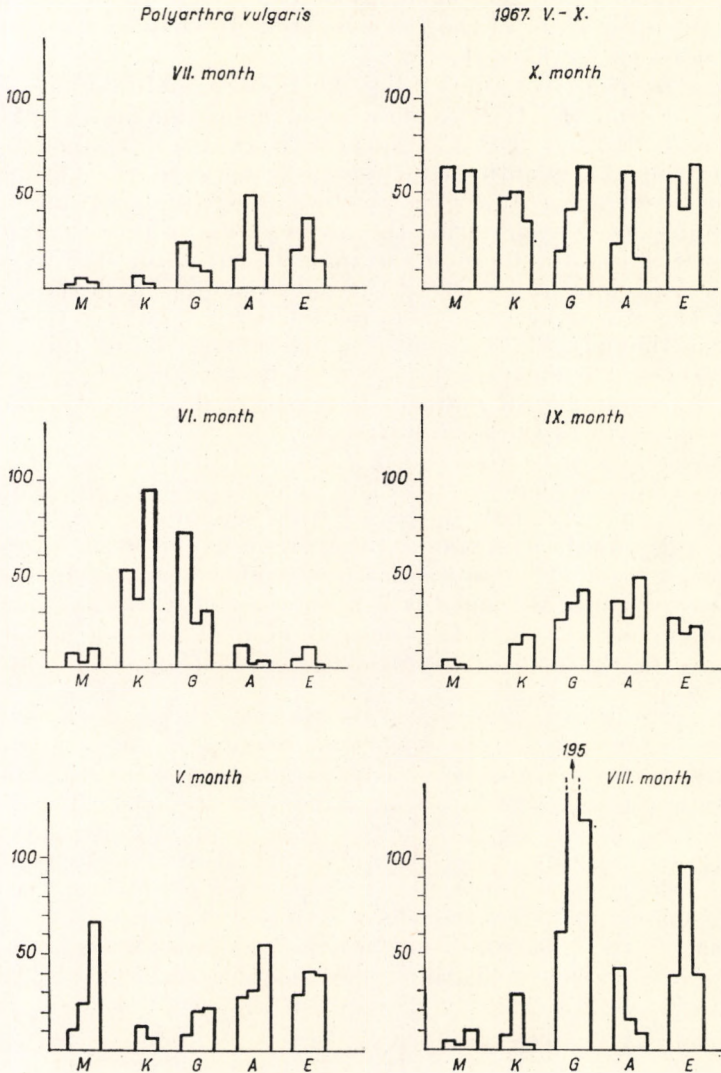 Polyarthra vulgaris 1967. V.-X.
VII. month
100
50
M K G A E
X. month
100
50
M K G A E
VI. month
100
50
M K G A E
IX. month
100
50
M K G A E
V. month
100
50
M K G A E
195
VIII. month
100
50
M K G A E